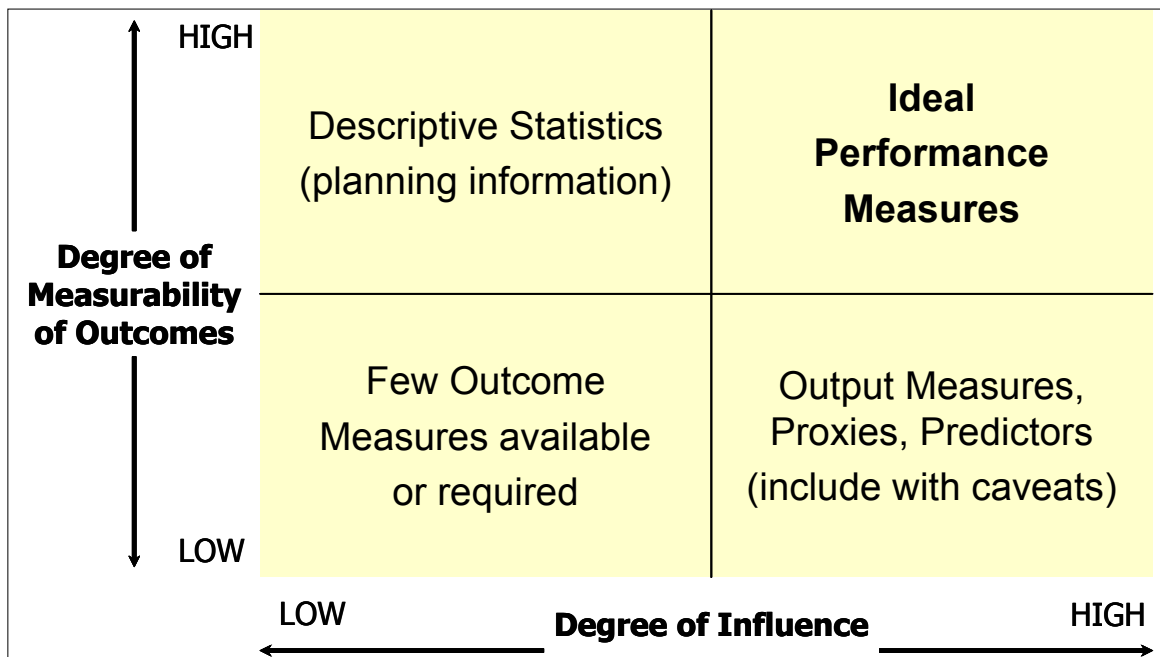 HIGH
Descriptive Statistics
(planning information)
Ideal
Performance
Measures
Degree of
Measurability
of Outcomes
Few Outcome
Measures available
or required
Output Measures,
Proxies, Predictors
(include with caveats)
LOW
LOW
Degree of Influence
HIGH